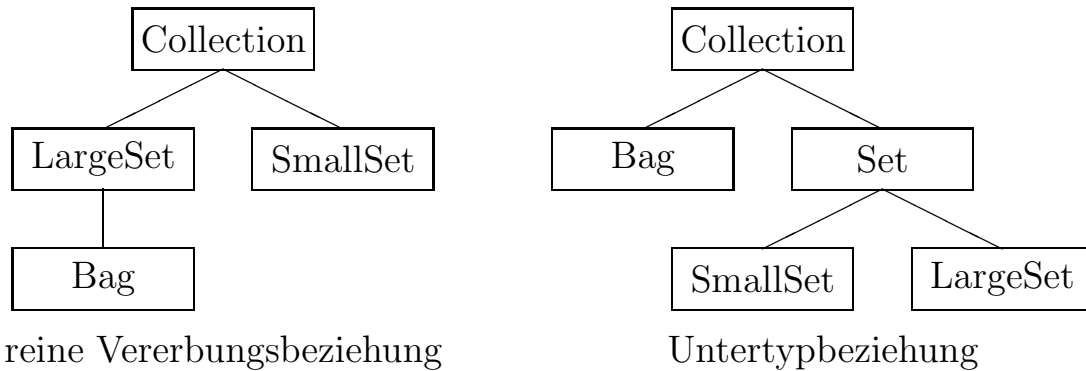 Collection
LargeSet
SmallSet
Bag
reine Vererbungsbeziehung
Collection
Bag
Set
SmallSet
LargeSet
Untertypbeziehung